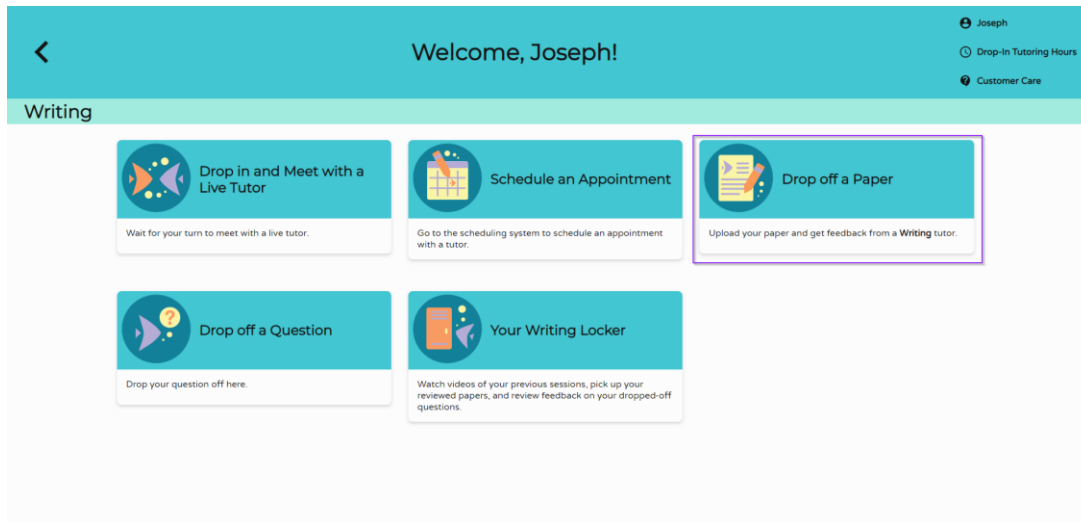 Joseph
Welcome, Joseph!
Drop-In Tutoring Hours
Customer Care
Writing
Drop in and Meet with a
Live Tutor
Wait for your turn to meet with a live tutor.
Schedule an Appointment
Go to the scheduling system to schedule an appointment
with a tutor.
Drop off a Paper
Upload your paper and get feedback from a Writing tutor.
?
Drop off a Question
Drop your question off here.
Your Writing Locker
Watch videos of your previous sessions, pick up your
reviewed papers, and review feedback on your dropped-off
questions.